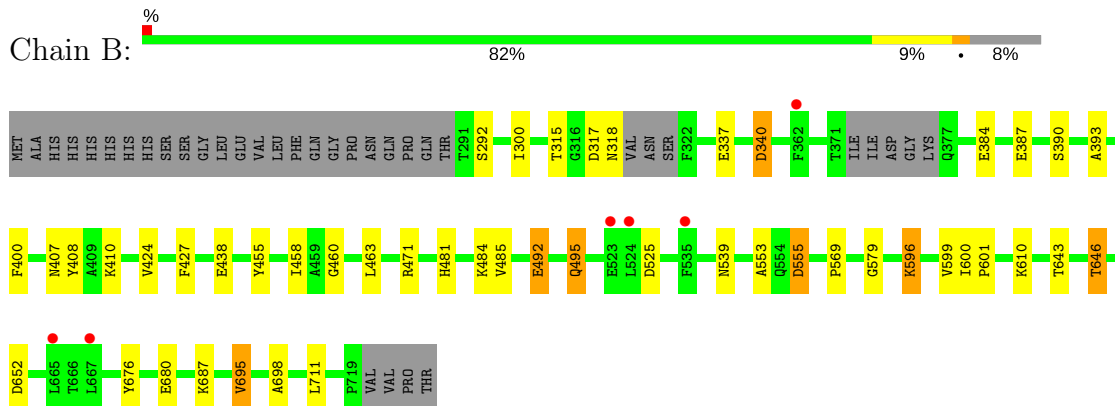 %
Chain B:
82% 9% • 8%
MET ALA HIS HIS HIS HIS HIS HIS SER SER GLY LEU GLU VAL LEU PHE GLN GLY PRO ASN GLN PRO GLN THR T291 S292 I300 T315 G316 D317 N318 VAL ASN SER F322 E337 D340 F362 T371 ILE ILE ASP GLY LYS Q377 E384 E387 S390 A393
F400 N407 Y408 A409 K410 V424 F427 E438 Y455 I458 A459 G460 L463 R471 H481 K484 V485 E492 Q495 E523 L524 D525 F535 N539 A553 Q554 D555 P569 G579 K596 V599 I600 P601 K610 T643 T646
D652 L665 T666 L667 Y676 E680 K687 V695 A698 L711 P719 VAL VAL PRO THR